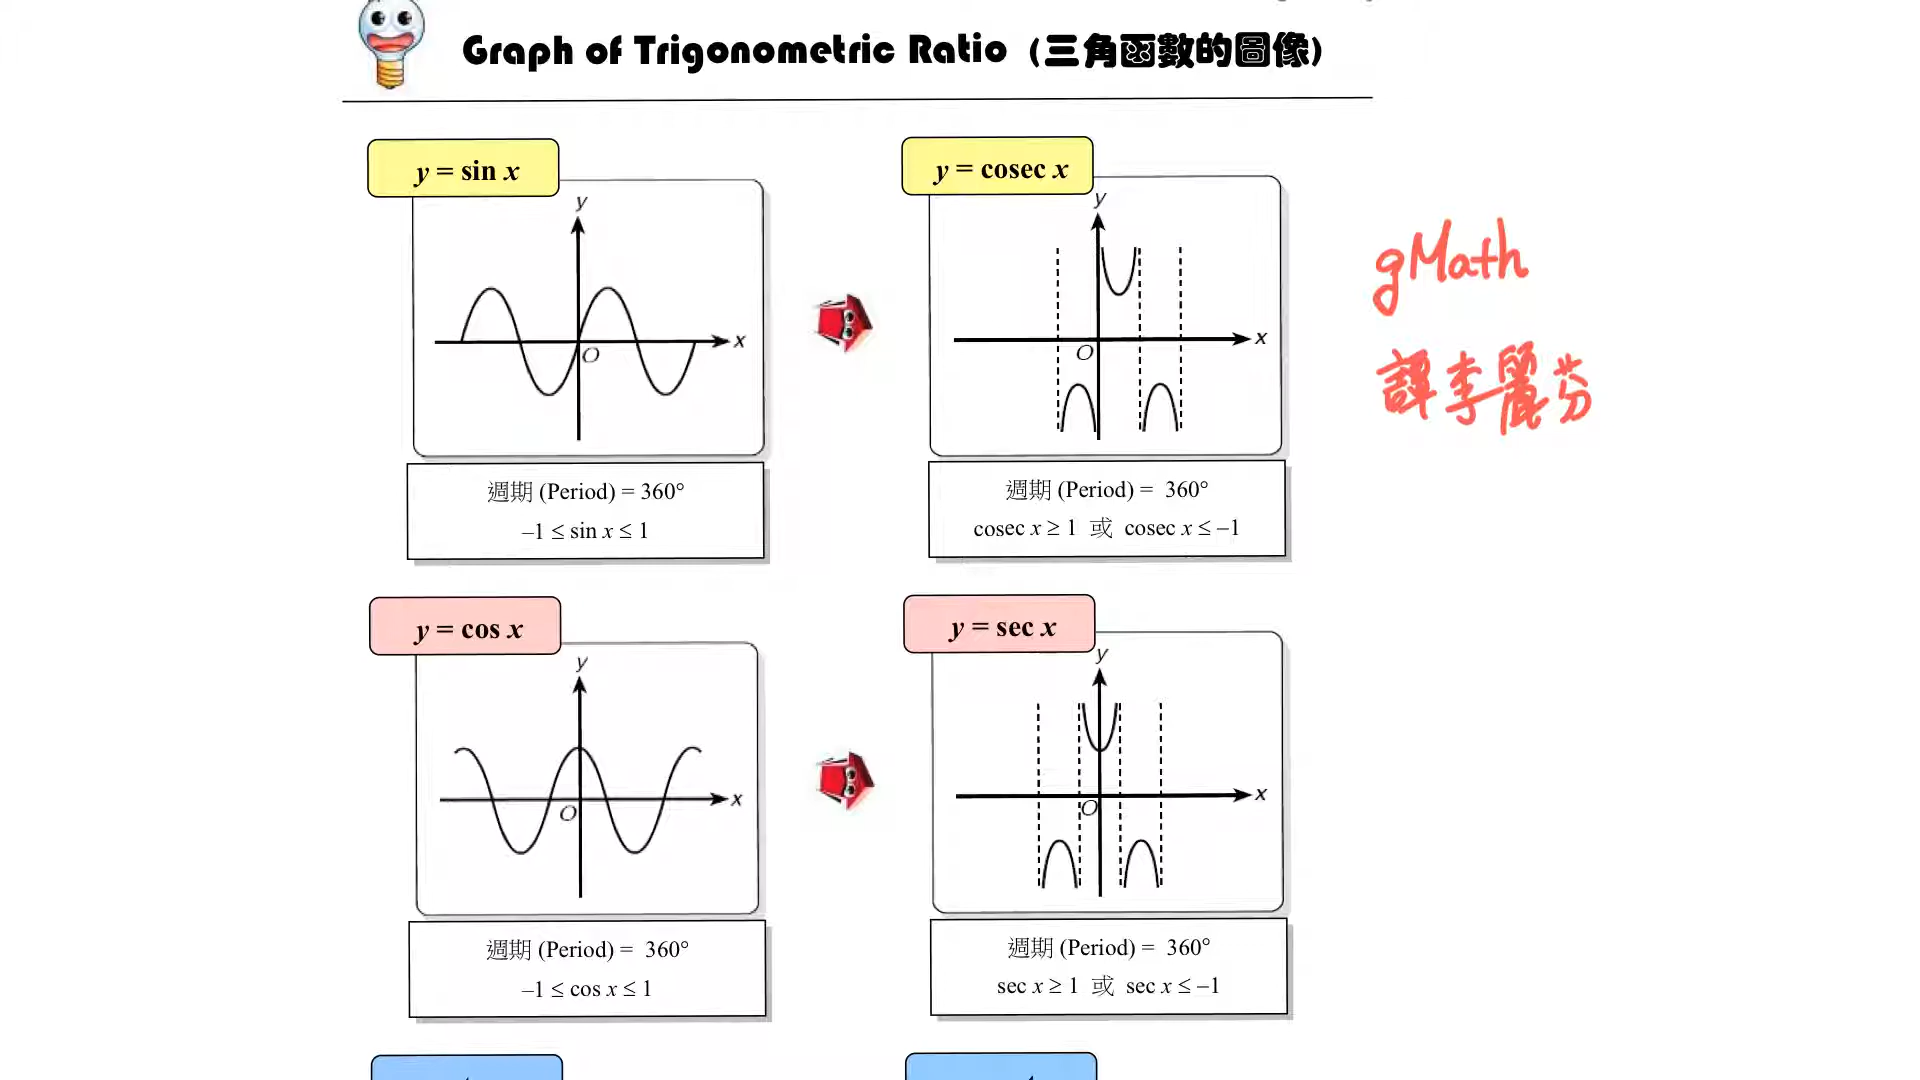 Graph of Trigonometric Ratio (三角函數的圖像)
y = sin x
y
x
O
週期 (Period) = 360°
–1 ≤ sin x ≤ 1
y = cosec x
y
x
O
週期 (Period) = 360°
cosec x ≥ 1 或 cosec x ≤ –1
gMath
譚李麗芬
y = cos x
y
x
O
週期 (Period) = 360°
–1 ≤ cos x ≤ 1
y = sec x
y
x
O
週期 (Period) = 360°
sec x ≥ 1 或 sec x ≤ –1